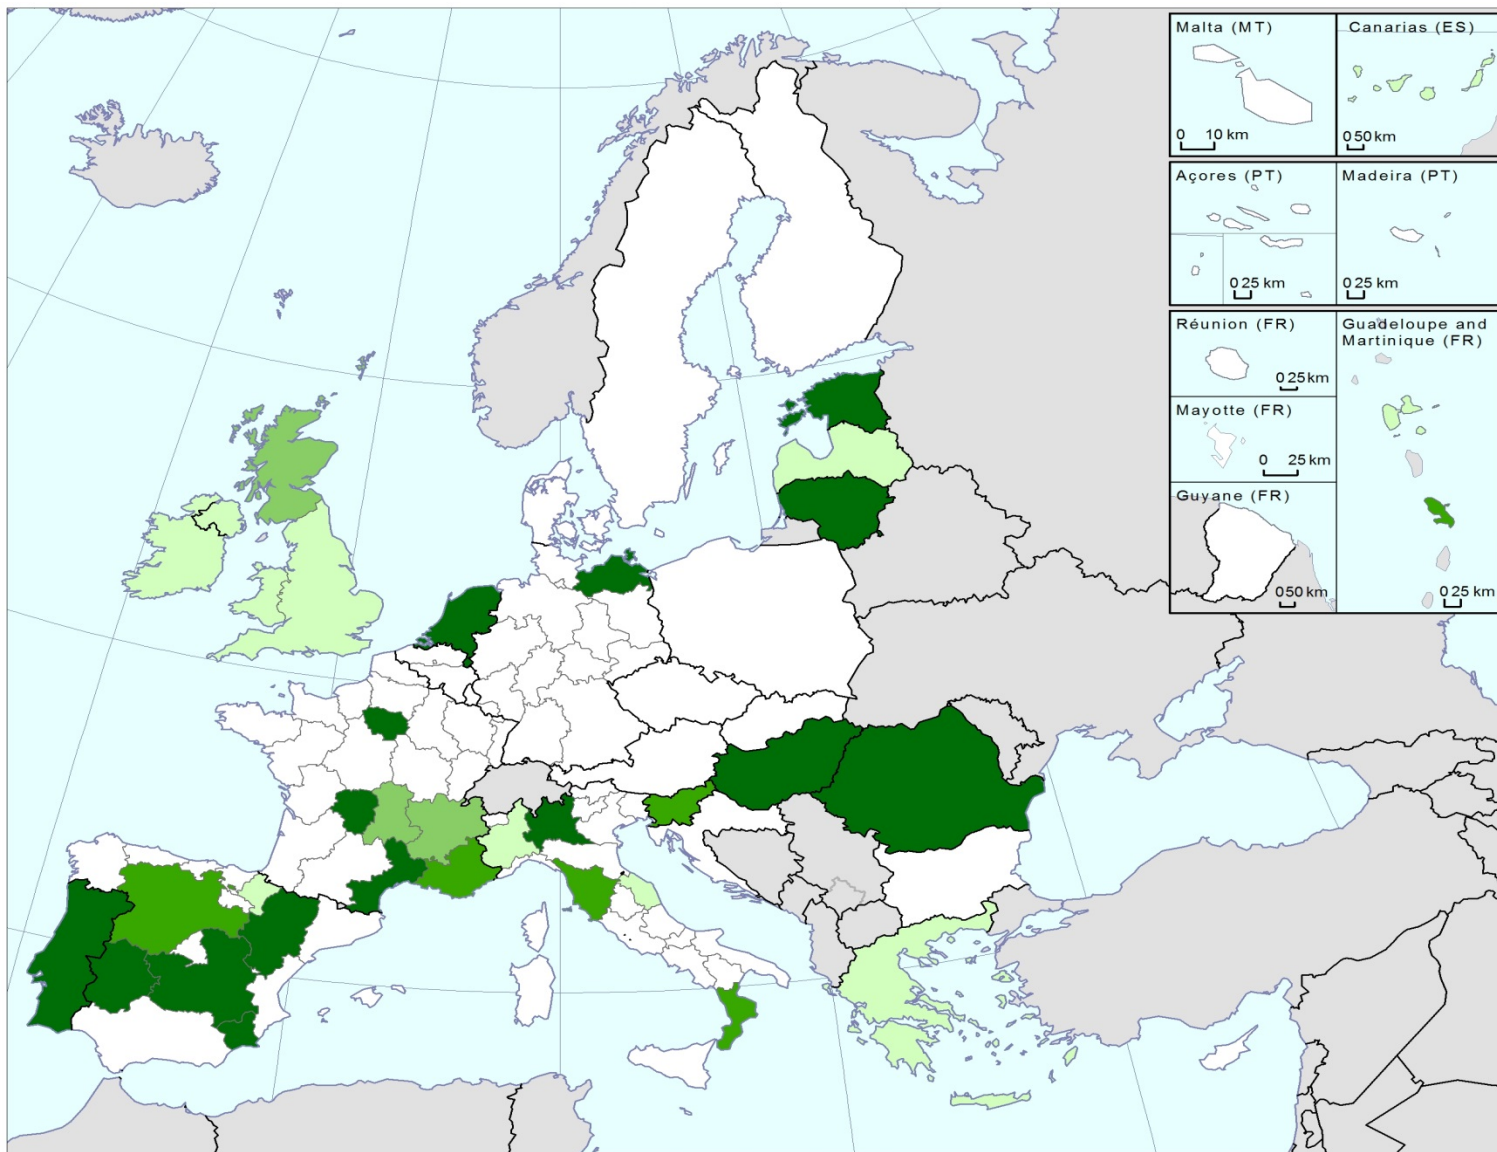 Malta (MT)
0 10 km
Canarias (ES)
0 50 km
Açores (PT)
0 25 km
Madeira (PT)
0 25 km
Réunion (FR)
0 25 km
Mayotte (FR)
0 25 km
Guyane (FR)
0 50 km
Guadeloupe and
Martinique (FR)
0 25 km